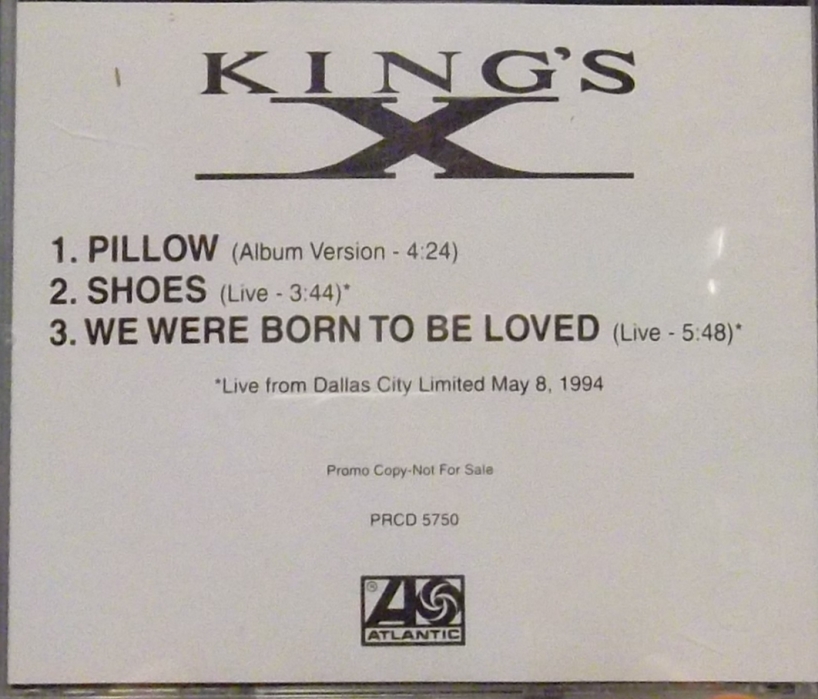 KING'S
X
1. PILLOW (Album Version - 4:24)
2. SHOES (Live - 3:44)*
3. WE WERE BORN TO BE LOVED (Live - 5:48)*
*Live from Dallas City Limited May 8, 1994
Promo Copy-Not For Sale
PRCD 5750
ATLANTIC